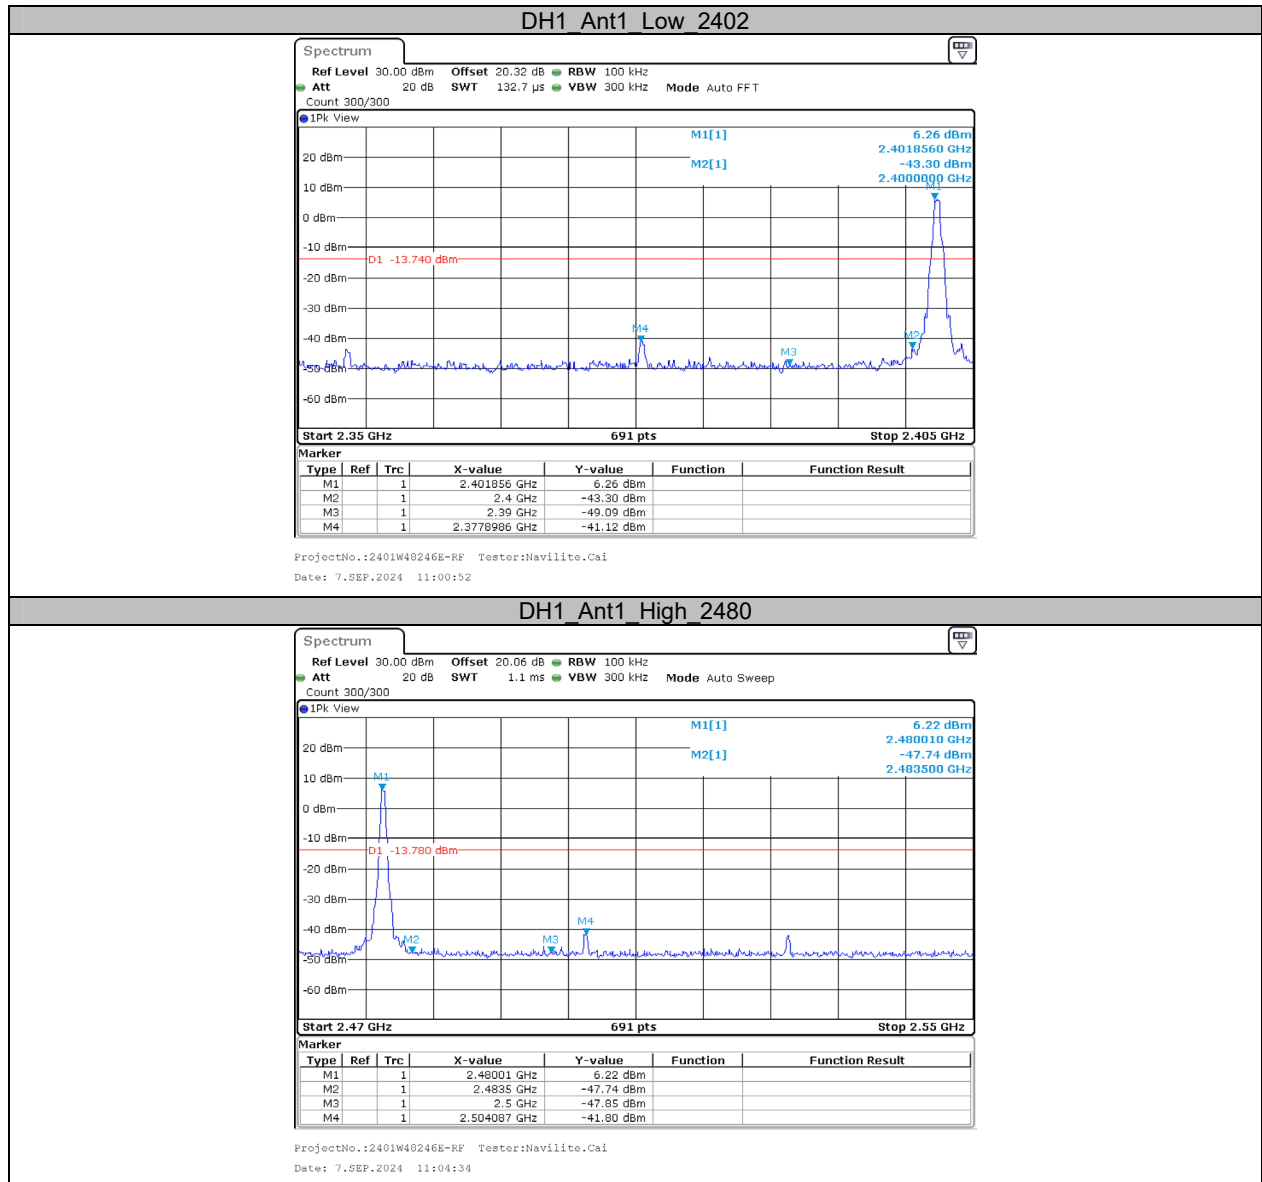 DH1_Ant1_Low_2402
Spectrum
Ref Level 30.00 dBm Offset 20.32 dB RBW 100 kHz
Att 20 dB SWT 132.7 µs VBW 300 kHz Mode Auto FFT
Count 300/300
1Pk View
M1[1] 6.26 dBm
2.4018560 GHz
20 dBm
M2[1] -43.30 dBm
2.4000000 GHz
10 dBm
M1
0 dBm
-10 dBm
D1 -13.740 dBm
-20 dBm
-30 dBm
M4
-40 dBm
M2
M3
-50 dBm
-60 dBm
Start 2.35 GHz 691 pts Stop 2.405 GHz
Marker
Type Ref Trc X-value Y-value Function Function Result
M1 1 2.401856 GHz 6.26 dBm
M2 1 2.4 GHz -43.30 dBm
M3 1 2.39 GHz -49.09 dBm
M4 1 2.3778986 GHz -41.12 dBm
ProjectNo.:2401W48246E-RF Tester:Navilite.Cai
Date: 7.SEP.2024 11:00:52
DH1_Ant1_High_2480
Spectrum
Ref Level 30.00 dBm Offset 20.06 dB RBW 100 kHz
Att 20 dB SWT 1.1 ms VBW 300 kHz Mode Auto Sweep
Count 300/300
1Pk View
M1[1] 6.22 dBm
2.480010 GHz
20 dBm
M2[1] -47.74 dBm
2.483500 GHz
10 dBm
M1
0 dBm
-10 dBm
D1 -13.780 dBm
-20 dBm
-30 dBm
M4
-40 dBm
M2
M3
-50 dBm
-60 dBm
Start 2.47 GHz 691 pts Stop 2.55 GHz
Marker
Type Ref Trc X-value Y-value Function Function Result
M1 1 2.48001 GHz 6.22 dBm
M2 1 2.4835 GHz -47.74 dBm
M3 1 2.5 GHz -47.85 dBm
M4 1 2.504087 GHz -41.80 dBm
ProjectNo.:2401W48246E-RF Tester:Navilite.Cai
Date: 7.SEP.2024 11:04:34